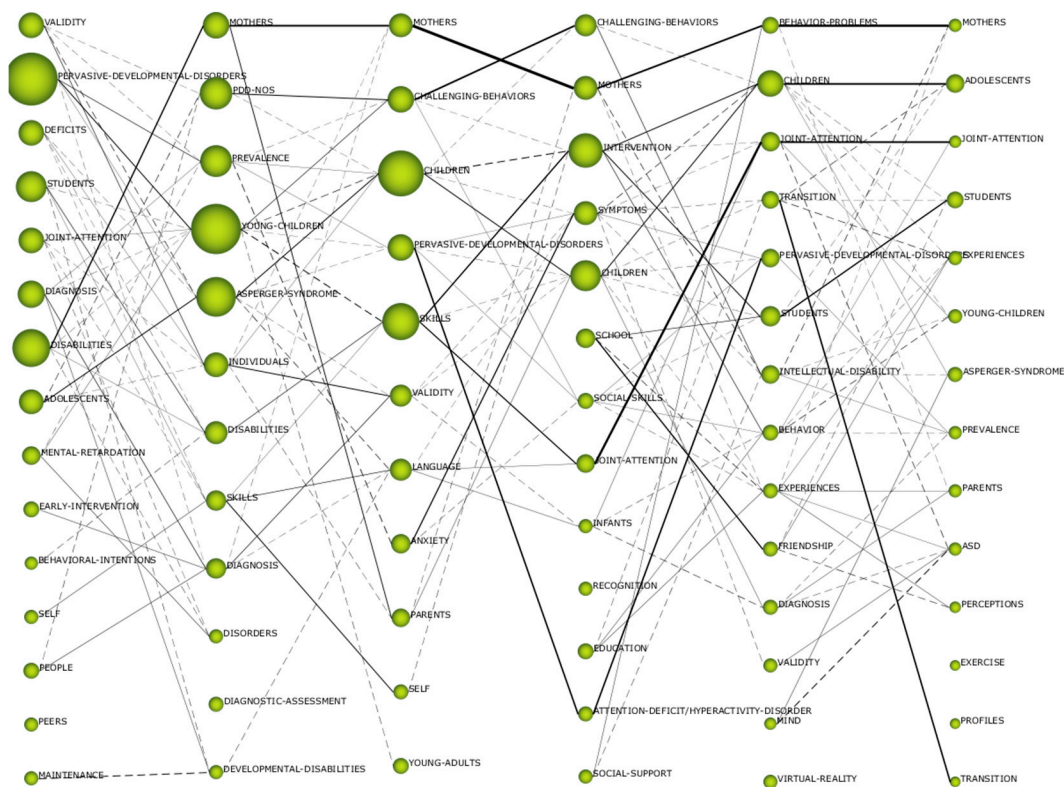 VALIDITY
PERVASIVE-DEVELOPMENTAL-DISORDERS
DEFICITS
STUDENTS
JOINT-ATTENTION
DIAGNOSIS
DISABILITIES
ADOLESCENTS
MENTAL-RETARDATION
EARLY-INTERVENTION
BEHAVIORAL-INTENTIONS
SELF
PEOPLE
PEERS
MAINTENANCE
MOTHERS
PDD-NOS
PREVALENCE
YOUNG-CHILDREN
ASPERGER-SYNDROME
INDIVIDUALS
DISABILITIES
SKILLS
DIAGNOSIS
DISORDERS
DIAGNOSTIC-ASSESSMENT
DEVELOPMENTAL-DISABILITIES
MOTHERS
CHALLENGING-BEHAVIORS
CHILDREN
PERVASIVE-DEVELOPMENTAL-DISORDERS
SKILLS
VALIDITY
LANGUAGE
ANXIETY
PARENTS
SELF
YOUNG-ADULTS
CHALLENGING-BEHAVIORS
MOTHERS
INTERVENTION
SYMPTOMS
CHILDREN
SCHOOL
SOCIAL-SKILLS
JOINT-ATTENTION
INFANTS
RECOGNITION
EDUCATION
ATTENTION-DEFICIT/HYPERACTIVITY-DISORDER
SOCIAL-SUPPORT
BEHAVIOR-PROBLEMS
CHILDREN
JOINT-ATTENTION
TRANSITION
PERVASIVE-DEVELOPMENTAL-DISORDERS
STUDENTS
INTELLECTUAL-DISABILITY
BEHAVIOR
EXPERIENCES
FRIENDSHIP
DIAGNOSIS
VALIDITY
MIND
VIRTUAL-REALITY
MOTHERS
ADOLESCENTS
JOINT-ATTENTION
STUDENTS
EXPERIENCES
YOUNG-CHILDREN
ASPERGER-SYNDROME
PREVALENCE
PARENTS
ASD
PERCEPTIONS
EXERCISE
PROFILES
TRANSITION